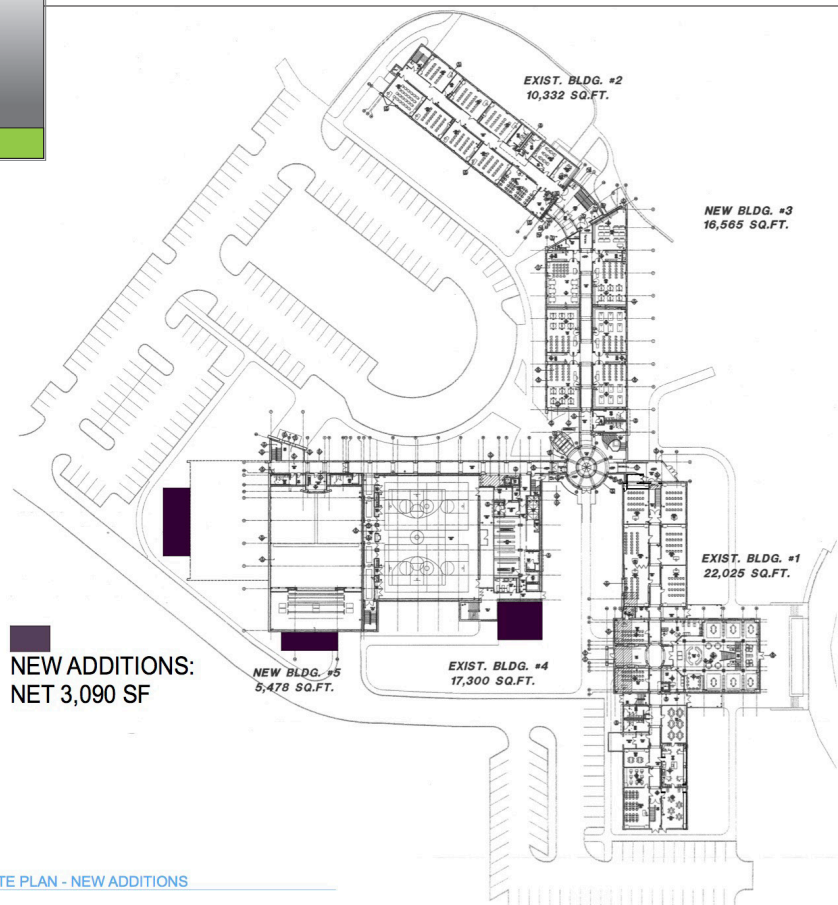 EXIST. BLDG. #2
10,332 SQ.FT.
NEW BLDG. #3
16,565 SQ.FT.
EXIST. BLDG. #1
22,025 SQ.FT.
NEW ADDITIONS:
NET 3,090 SF
NEW BLDG. #5
5,478 SQ.FT.
EXIST. BLDG. #4
17,300 SQ.FT.
TE PLAN - NEW ADDITIONS